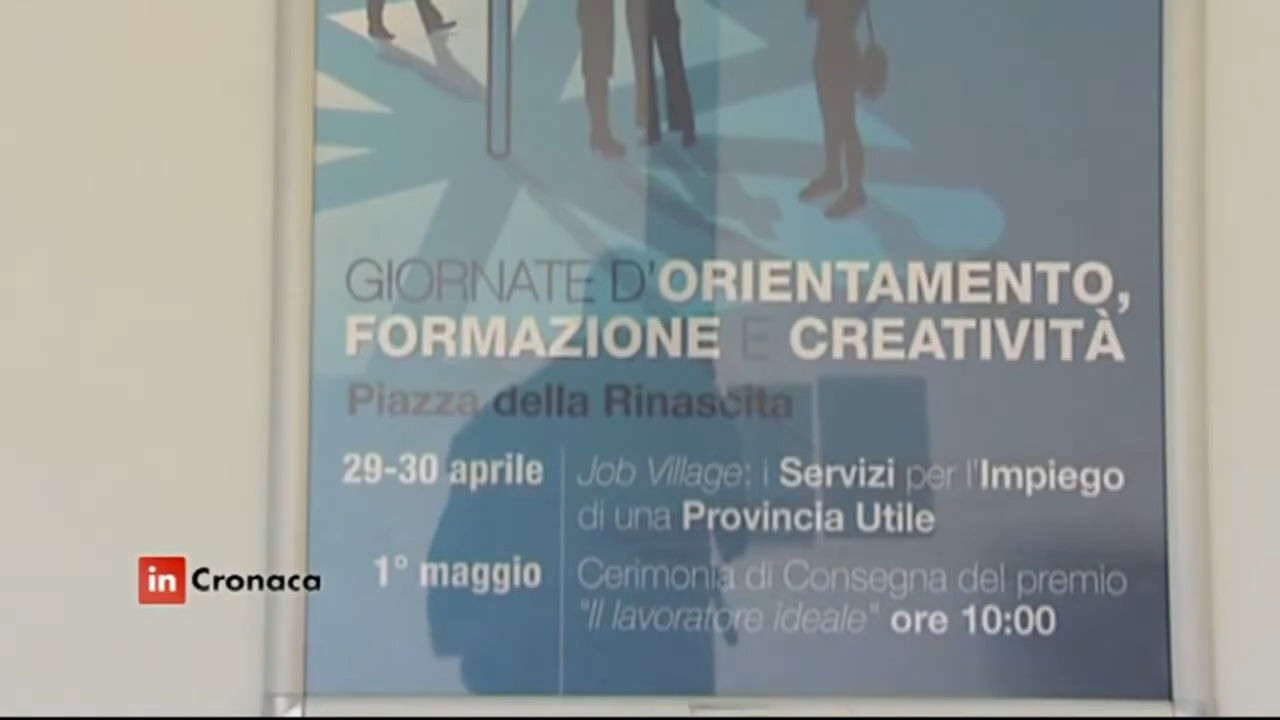 GIORNATE D'ORIENTAMENTO,
FORMAZIONE E CREATIVITÀ
Piazza della Rinascita
29-30 aprile
Job Village: i Servizi per l'Impiego
di una Provincia Utile
1° maggio
Cerimonia di Consegna del premio
"Il lavoratore ideale" ore 10:00
in Cronaca